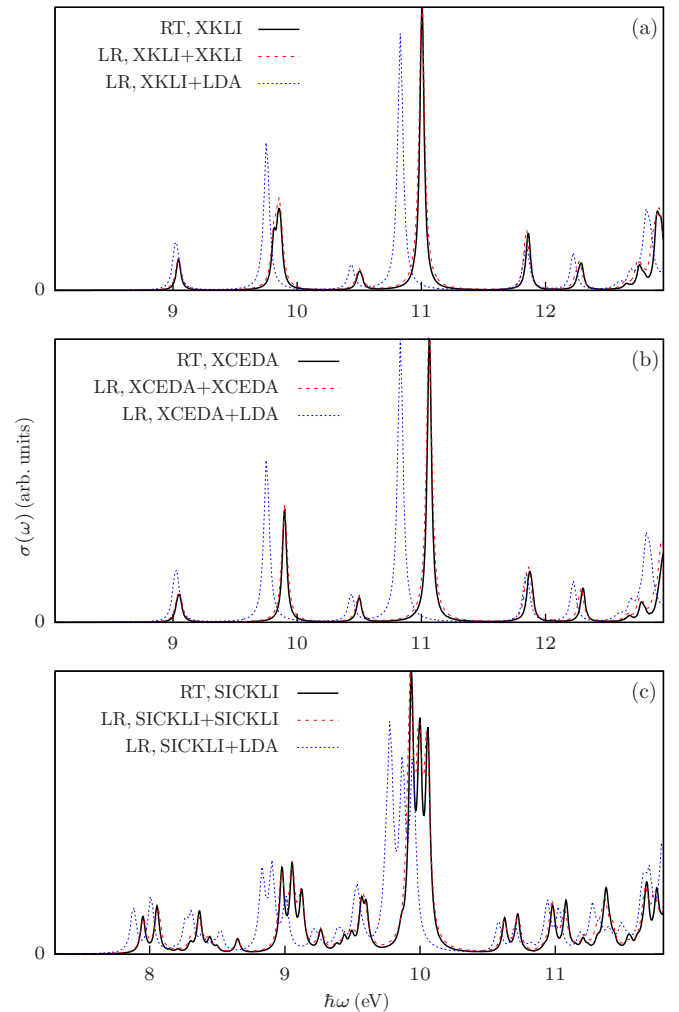 (a)
RT, XKLI
LR, XKLI+XKLI
LR, XKLI+LDA
0
9 10 11 12
(b)
RT, XCEDA
LR, XCEDA+XCEDA
LR, XCEDA+LDA
0
9 10 11 12
σ(ω) (arb. units)
(c)
RT, SICKLI
LR, SICKLI+SICKLI
LR, SICKLI+LDA
0
8 9 10 11
ħω (eV)